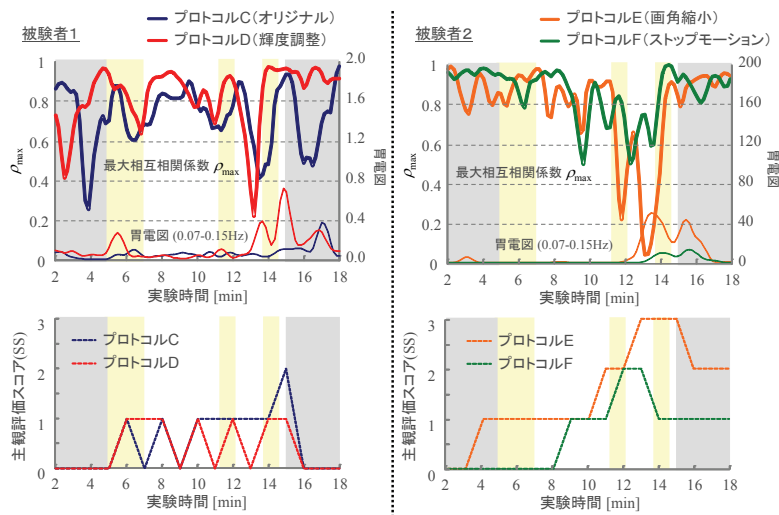 被験者1
プロトコルC(オリジナル)
プロトコルD(輝度調整)
1
0.8
0.6
0.4
0.2
0
ρmax
2.0
1.6
1.2
0.8
0.4
0.0
胃電図
最大相互相関係数 ρmax
胃電図 (0.07-0.15Hz)
2 4 6 8 10 12 14 16 18
実験時間 [min]
被験者2
プロトコルE(画角縮小)
プロトコルF(ストップモーション)
1
0.8
0.6
0.4
0.2
0
ρmax
200
160
120
80
40
0
胃電図
最大相互相関係数 ρmax
胃電図 (0.07-0.15Hz)
2 4 6 8 10 12 14 16 18
実験時間 [min]
3
2
1
0
主観評価スコア(SS)
プロトコルC
プロトコルD
2 4 6 8 10 12 14 16 18
実験時間 [min]
3
2
1
0
主観評価スコア(SS)
プロトコルE
プロトコルF
2 4 6 8 10 12 14 16 18
実験時間 [min]